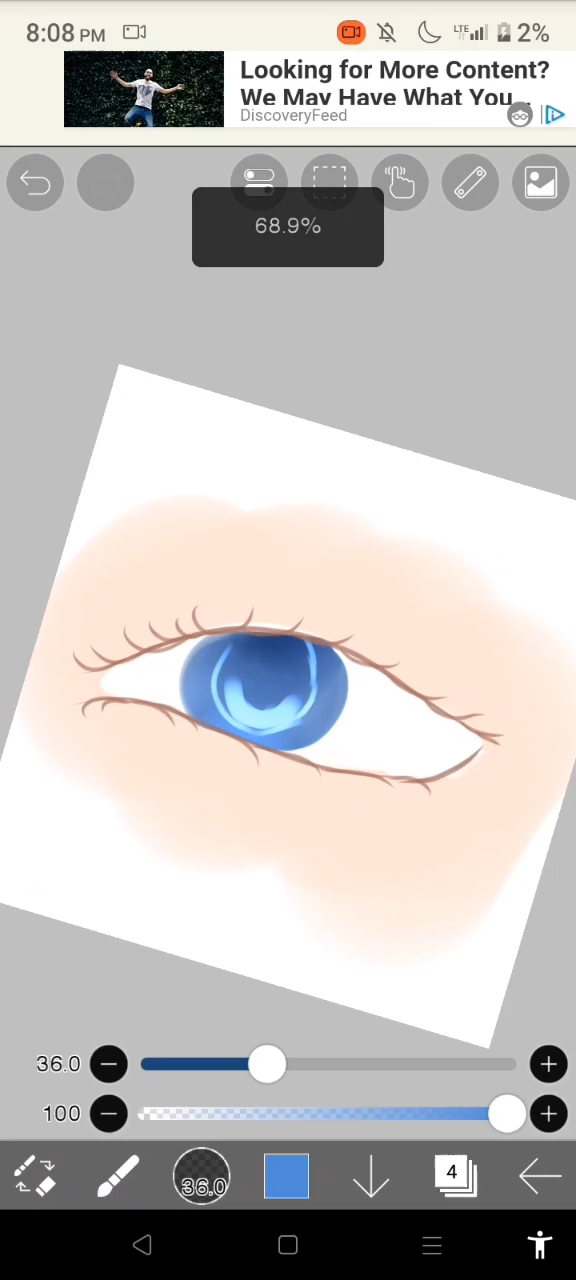 8:08 PM
LTE
2%
Looking for More Content?
We May Have What You...
DiscoveryFeed
68.9%
36.0
100
36.0
4